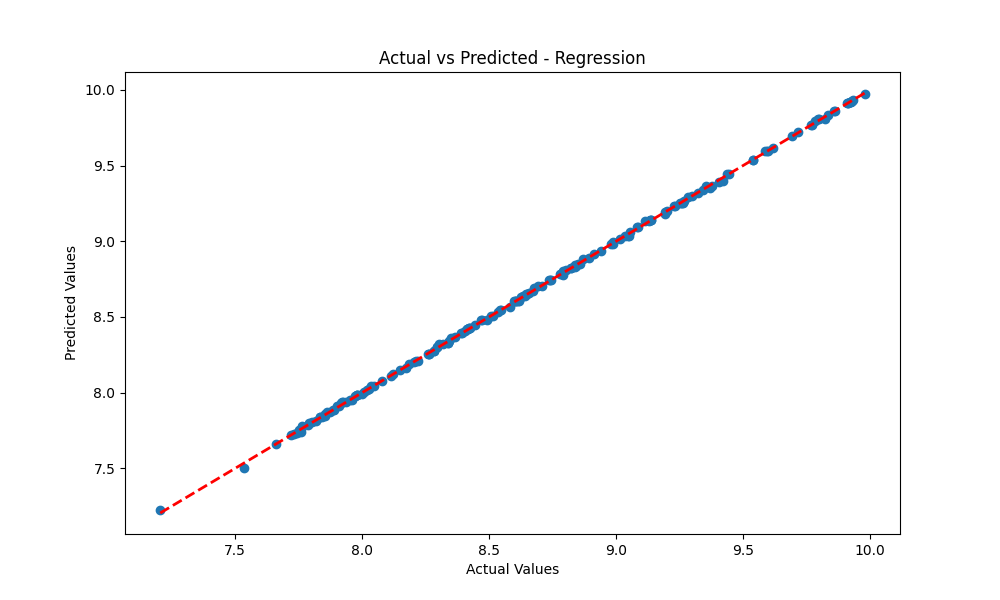 Actual vs Predicted - Regression
10.0
9.5
9.0
8.5
8.0
7.5
Predicted Values
7.5 8.0 8.5 9.0 9.5 10.0
Actual Values